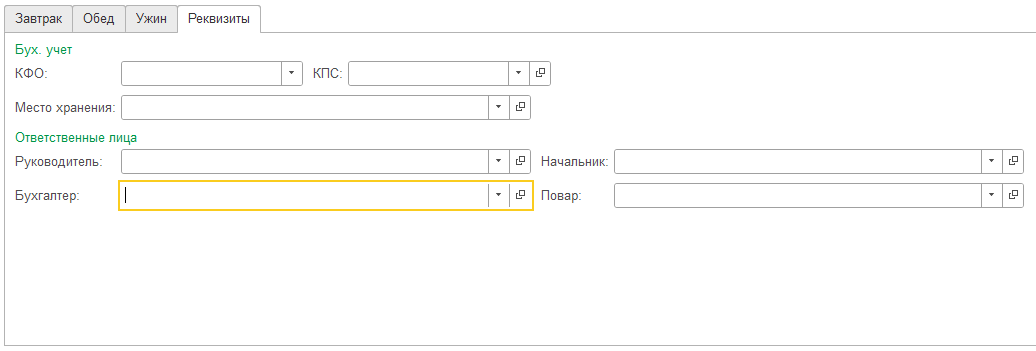 Завтрак Обед Ужин Реквизиты
Бух. учет
КФО: КПС:
Место хранения:
Ответственные лица
Руководитель: Начальник:
Бухгалтер: Повар: